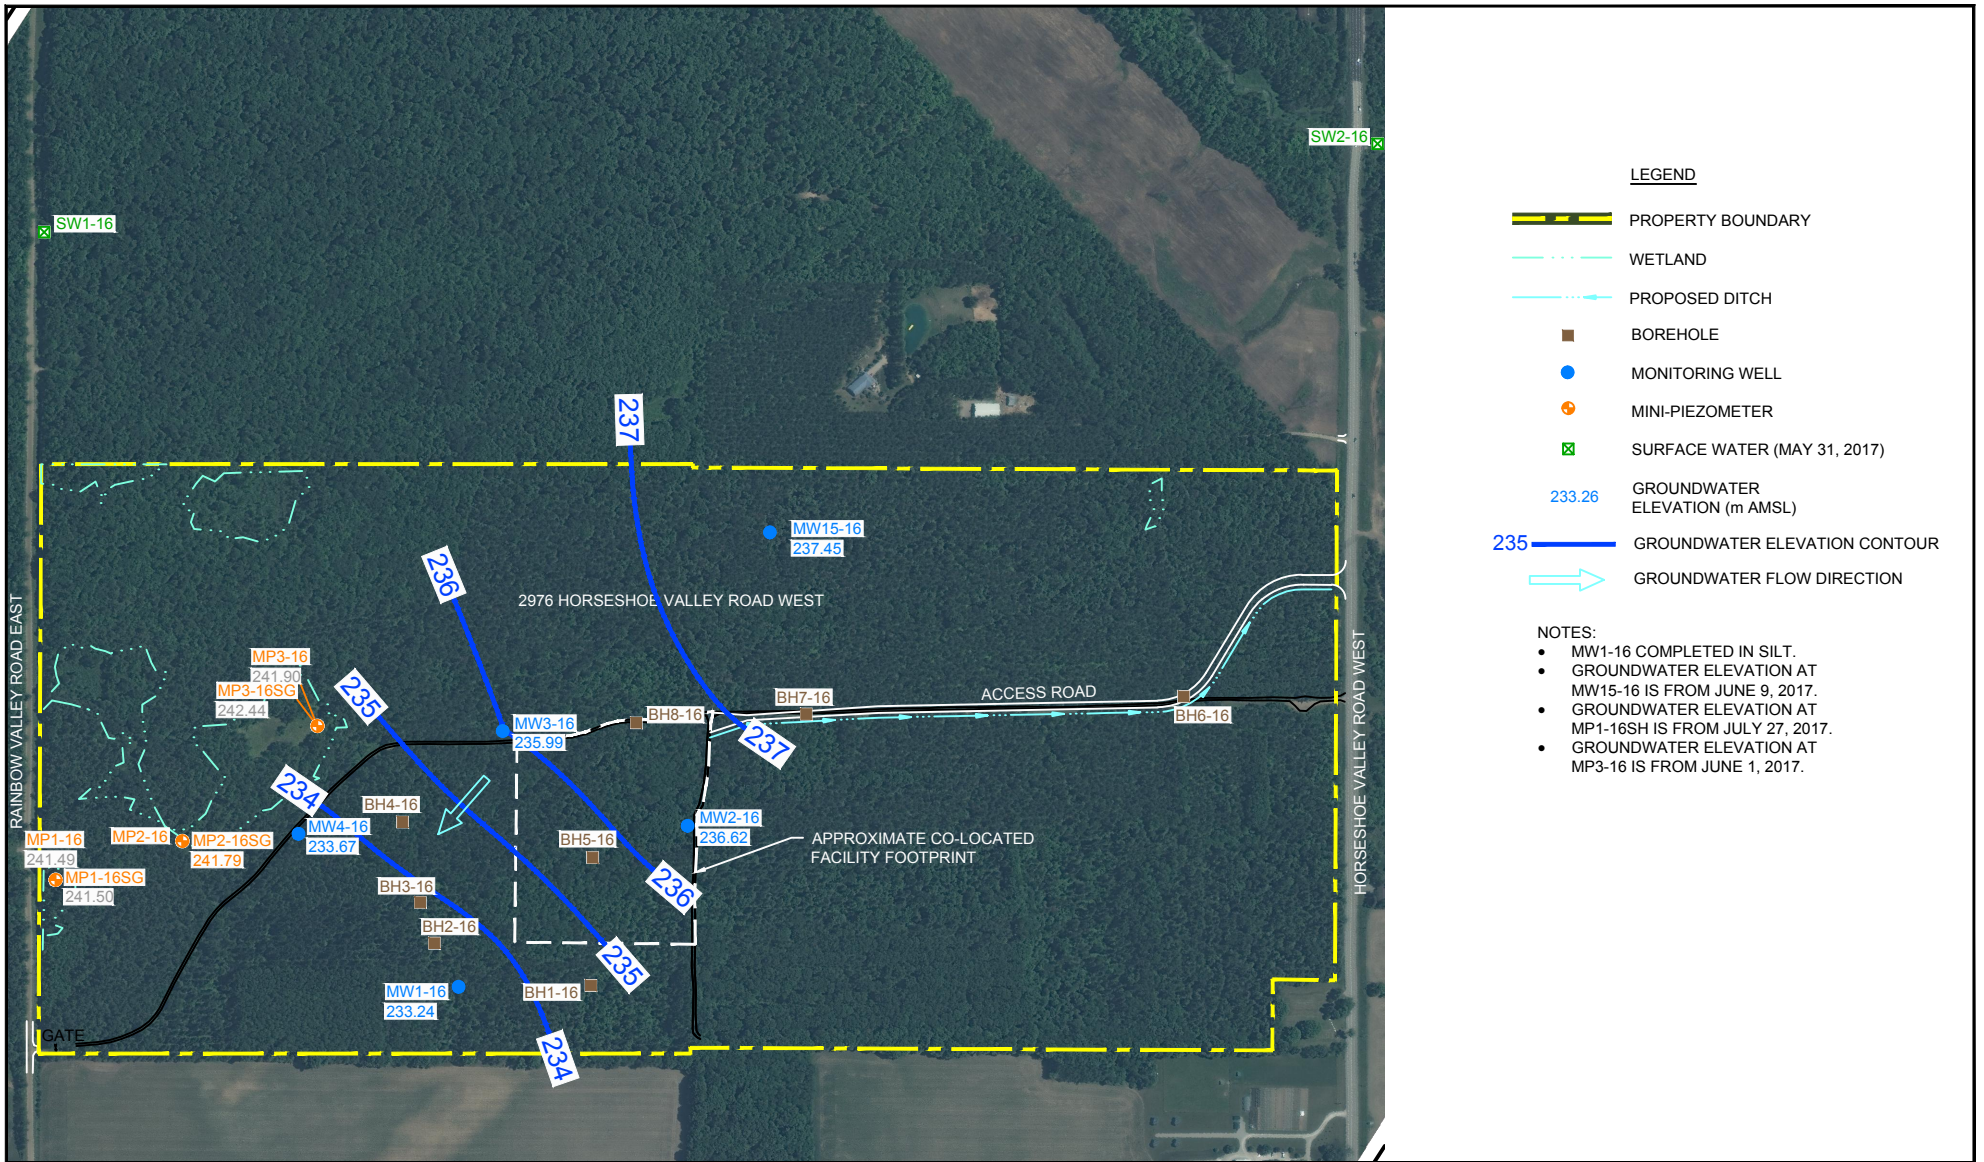 SW2-16
SW1-16
237
MW15-16
237.45
236
2976 HORSESHOE VALLEY ROAD WEST
RAINBOW VALLEY ROAD EAST
HORSESHOE VALLEY ROAD WEST
MP3-16
241.90
MP3-16SG
242.44
235
ACCESS ROAD
BH7-16
BH8-16
BH6-16
MW3-16
235.99
237
234
BH4-16
MW4-16
233.67
MW2-16
236.62
MP1-16
241.49
MP2-16
MP2-16SG
241.79
BH5-16
APPROXIMATE CO-LOCATED
FACILITY FOOTPRINT
MP1-16SG
241.50
BH3-16
236
BH2-16
235
MW1-16
233.24
BH1-16
GATE
234
LEGEND
PROPERTY BOUNDARY
WETLAND
PROPOSED DITCH
BOREHOLE
MONITORING WELL
MINI-PIEZOMETER
SURFACE WATER (MAY 31, 2017)
233.26 GROUNDWATER
ELEVATION (m AMSL)
235 GROUNDWATER ELEVATION CONTOUR
GROUNDWATER FLOW DIRECTION
NOTES:
• MW1-16 COMPLETED IN SILT.
• GROUNDWATER ELEVATION AT
MW15-16 IS FROM JUNE 9, 2017.
• GROUNDWATER ELEVATION AT
MP1-16SH IS FROM JULY 27, 2017.
• GROUNDWATER ELEVATION AT
MP3-16 IS FROM JUNE 1, 2017.